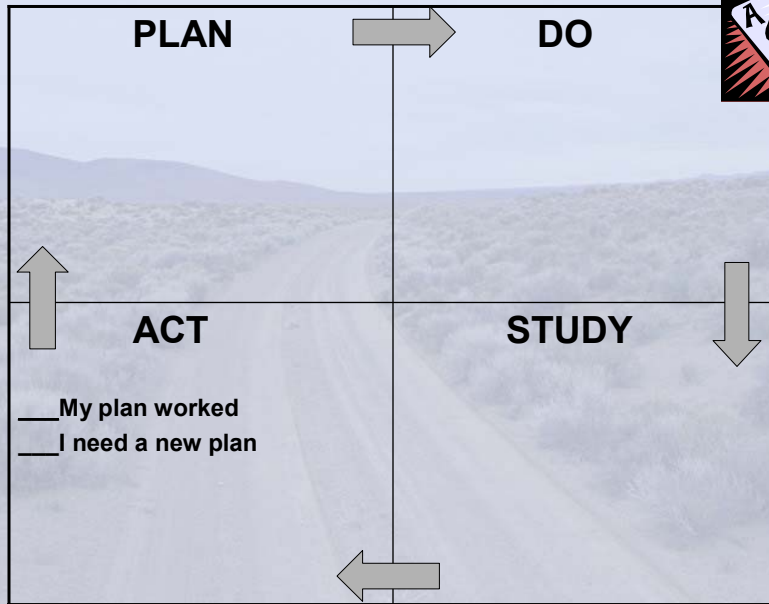 PLAN
DO
ACT
STUDY
___My plan worked
___I need a new plan